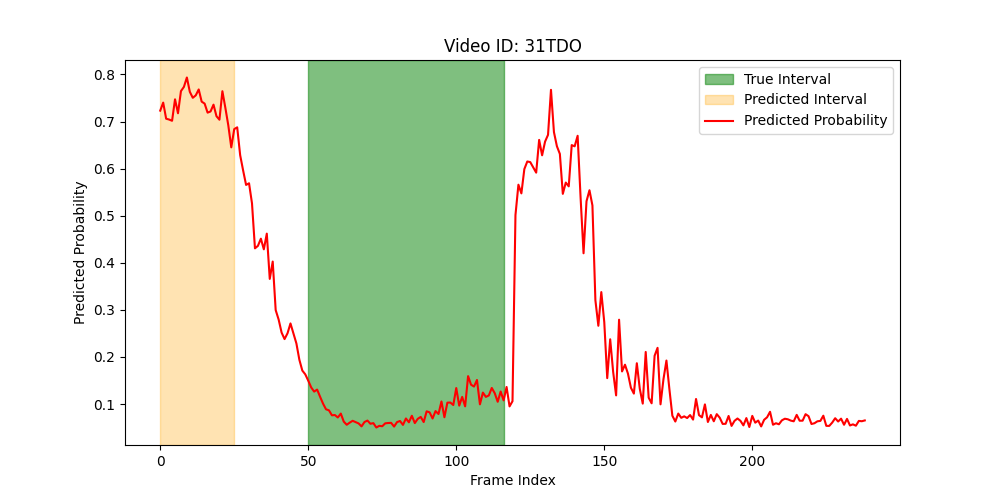 Video ID: 31TDO
True Interval
Predicted Interval
Predicted Probability
Predicted Probability
0.8
0.7
0.6
0.5
0.4
0.3
0.2
0.1
0 50 100 150 200
Frame Index